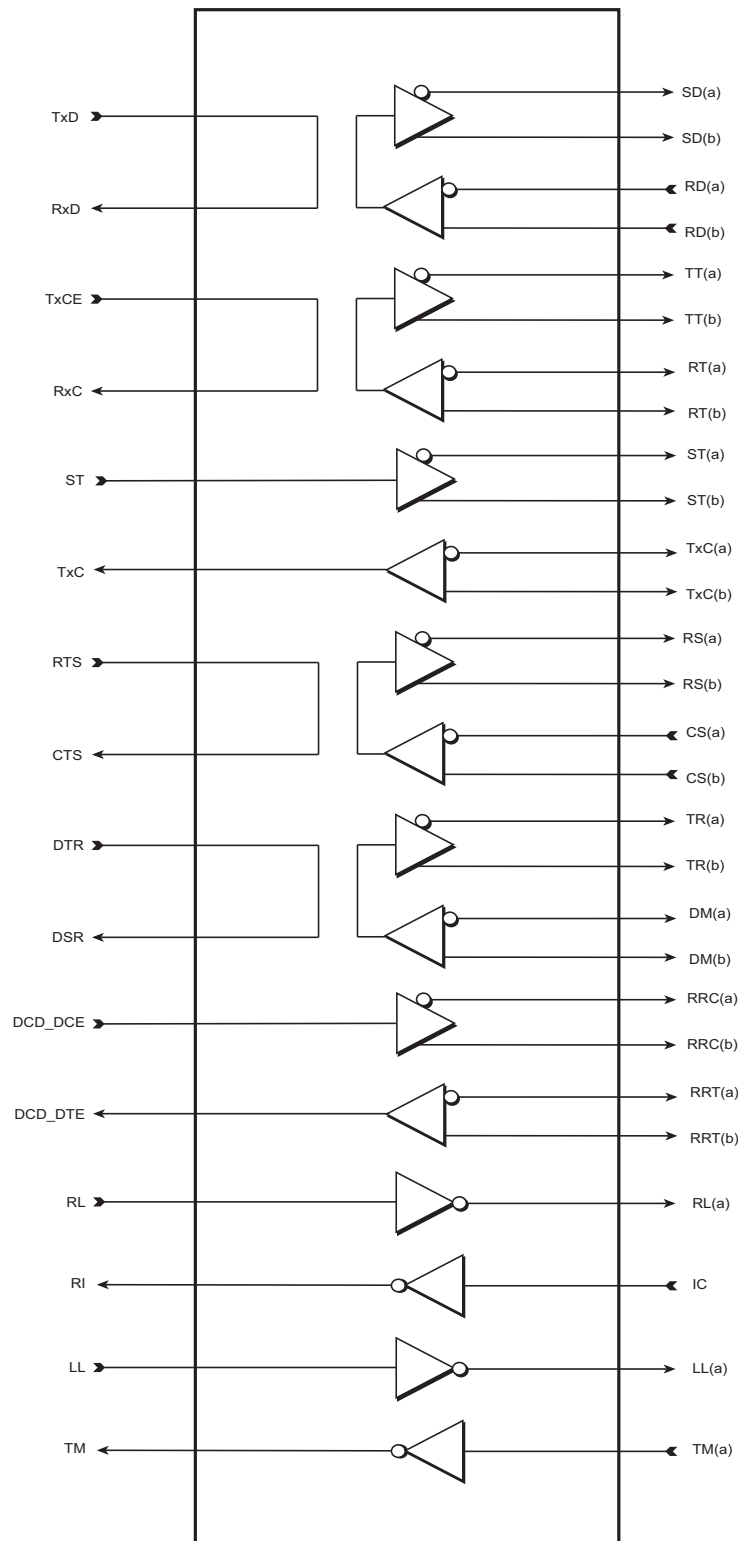 TxD
SD(a)
SD(b)
RxD
RD(a)
RD(b)
TxCE
TT(a)
TT(b)
RxC
RT(a)
RT(b)
ST
ST(a)
ST(b)
TxC
TxC(a)
TxC(b)
RTS
RS(a)
RS(b)
CTS
CS(a)
CS(b)
DTR
TR(a)
TR(b)
DSR
DM(a)
DM(b)
DCD_DCE
RRC(a)
RRC(b)
DCD_DTE
RRT(a)
RRT(b)
RL
RL(a)
RI
IC
LL
LL(a)
TM
TM(a)